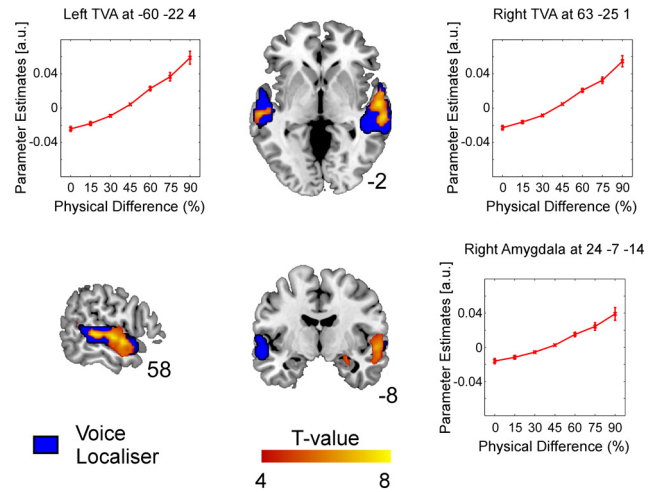 Left TVA at -60 -22 4
Parameter Estimates [a.u.]
0.04
0
-0.04
0 15 30 45 60 75 90
Physical Difference (%)
-2
Right TVA at 63 -25 1
Parameter Estimates [a.u.]
0.04
0
-0.04
0 15 30 45 60 75 90
Physical Difference (%)
58
-8
Right Amygdala at 24 -7 -14
Parameter Estimates [a.u.]
0.04
0
-0.04
0 15 30 45 60 75 90
Physical Difference (%)
Voice
Localiser
T-value
4 8